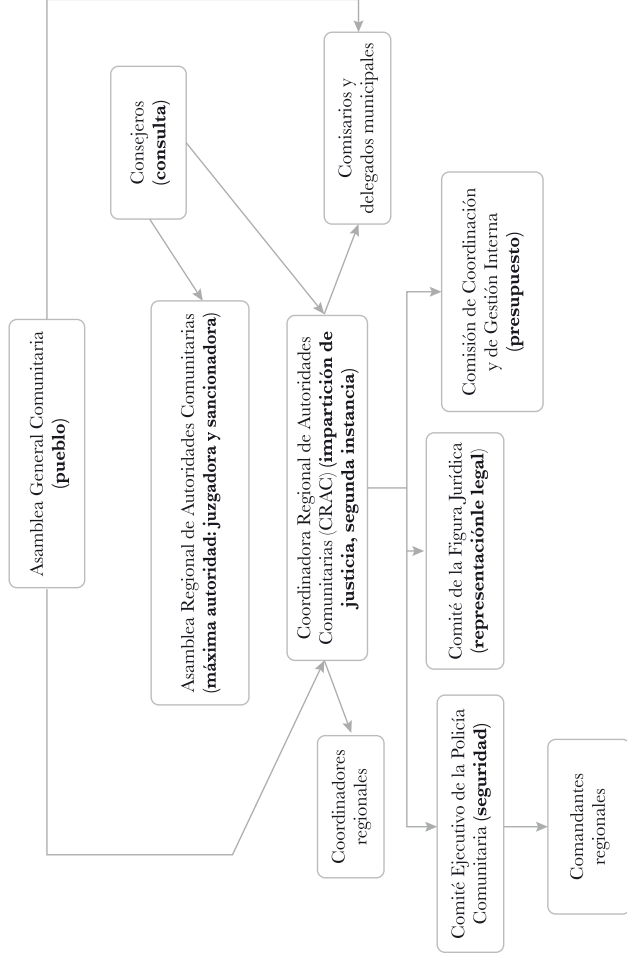 Asamblea General Comunitaria
(pueblo)
Consejeros
(consulta)
Asamblea Regional de Autoridades Comunitarias
(máxima autoridad: juzgadora y sancionadora)
Coordinadora Regional de Autoridades
Comunitarias (CRAC) (impartición de
justicia, segunda instancia)
Comisarios y
delegados municipales
Coordinadores
regionales
Comité Ejecutivo de la Policía
Comunitaria (seguridad)
Comité de la Figura Jurídica
(representaciónle legal)
Comisión de Coordinación
y de Gestión Interna
(presupuesto)
Comandantes
regionales